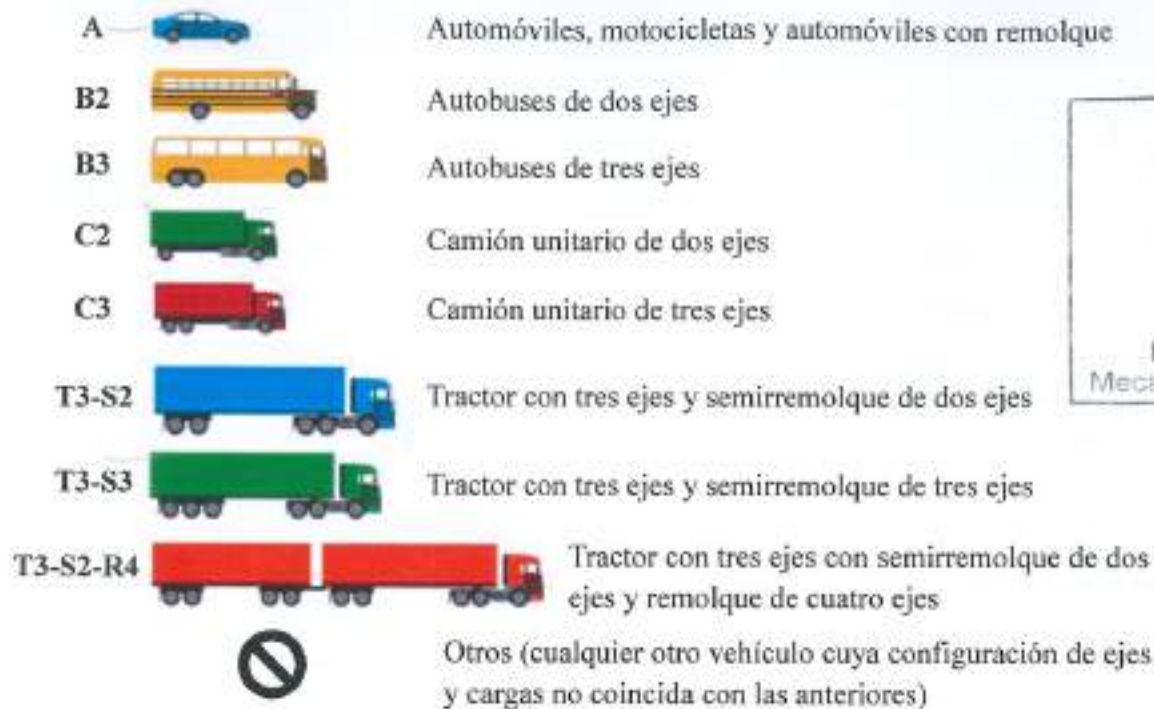 A Automóviles, motocicletas y automóviles con remolque
B2 Autobuses de dos ejes
B3 Autobuses de tres ejes
C2 Camión unitario de dos ejes
C3 Camión unitario de tres ejes
T3-S2 Tractor con tres ejes y semirremolque de dos ejes
T3-S3 Tractor con tres ejes y semirremolque de tres ejes
T3-S2-R4 Tractor con tres ejes con semirremolque de dos
ejes y remolque de cuatro ejes
Otros (cualquier otro vehículo cuya configuración de ejes
y cargas no coincida con las anteriores)